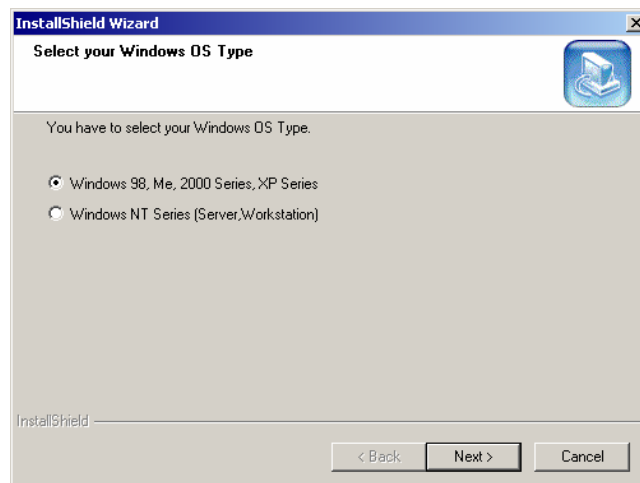 InstallShield Wizard
Select your Windows OS Type
You have to select your Windows OS Type.
Windows 98, Me, 2000 Series, XP Series
Windows NT Series (Server,Workstation)
InstallShield
< Back Next > Cancel